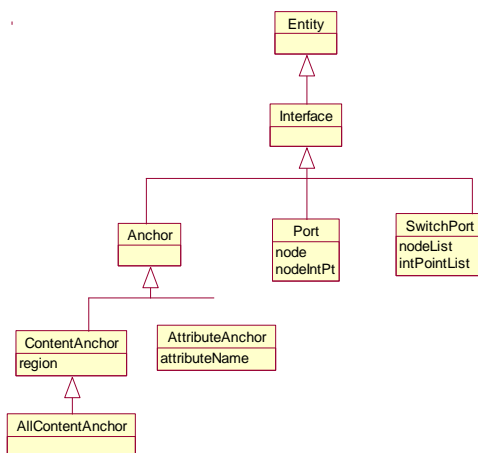 Entity
Interface
Anchor
Port
node
nodeIntPt
SwitchPort
nodeList
intPointList
ContentAnchor
region
AttributeAnchor
attributeName
AllContentAnchor